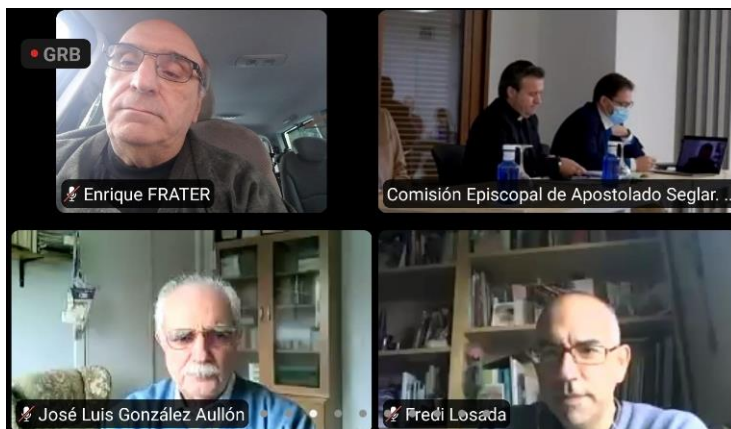 GRB
Enrique FRATER
Comisión Episcopal de Apostolado Seglar. ..
José Luis González Aullón
Fredi Losada